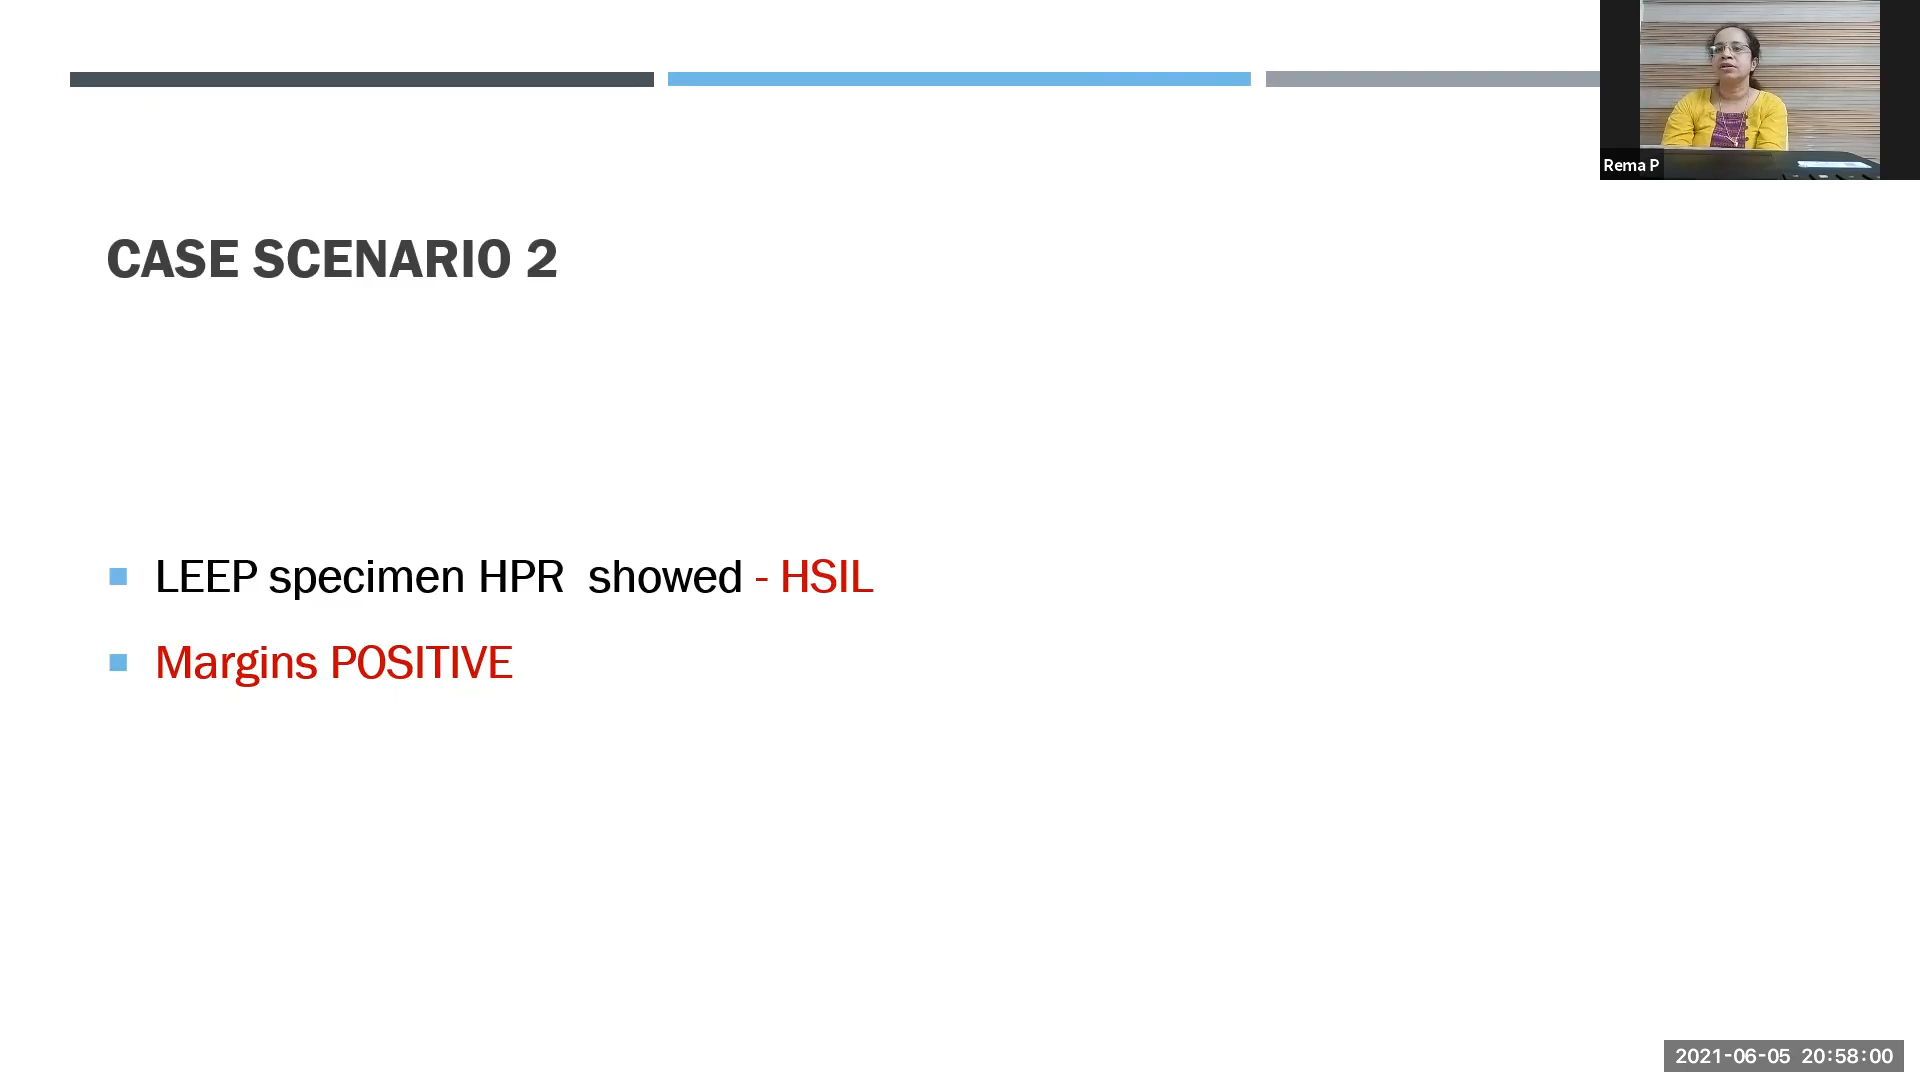 Rema P
CASE SCENARIO 2
LEEP specimen HPR showed - HSIL
Margins POSITIVE
2021-06-05 20:58:00